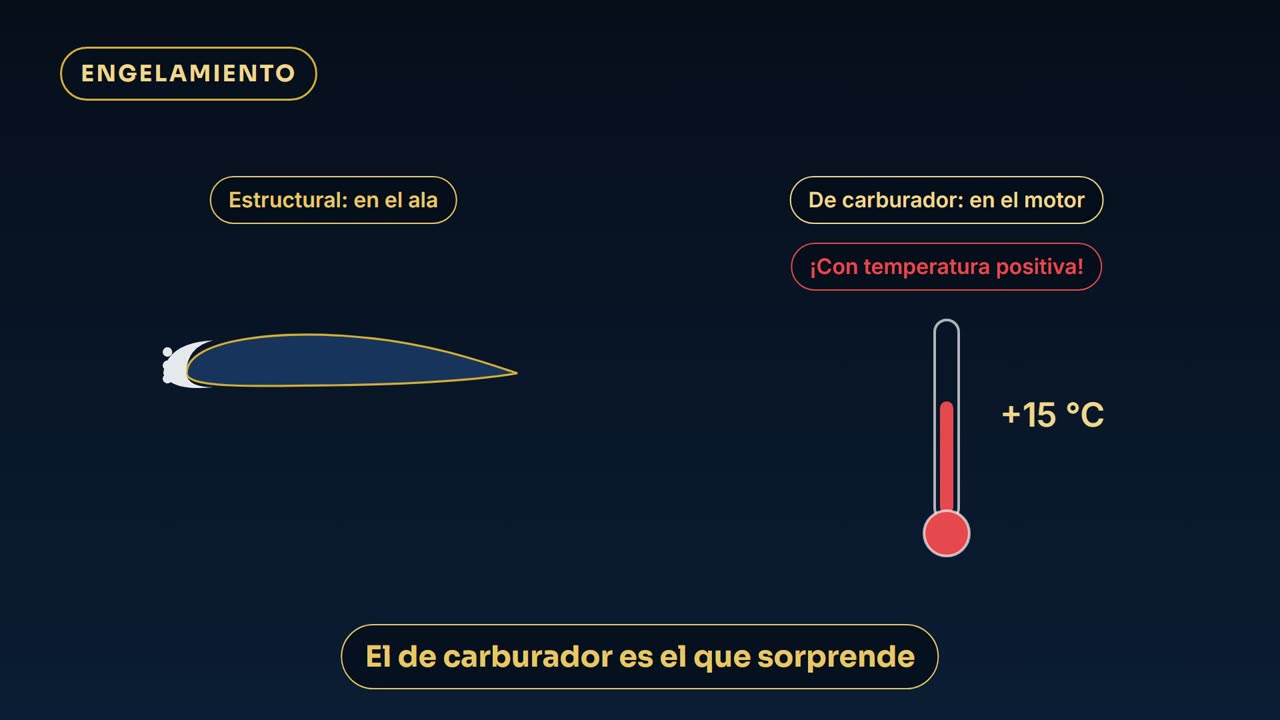 ENGELAMIENTO
Estructural: en el ala
De carburador: en el motor
¡Con temperatura positiva!
+15 °C
El de carburador es el que sorprende